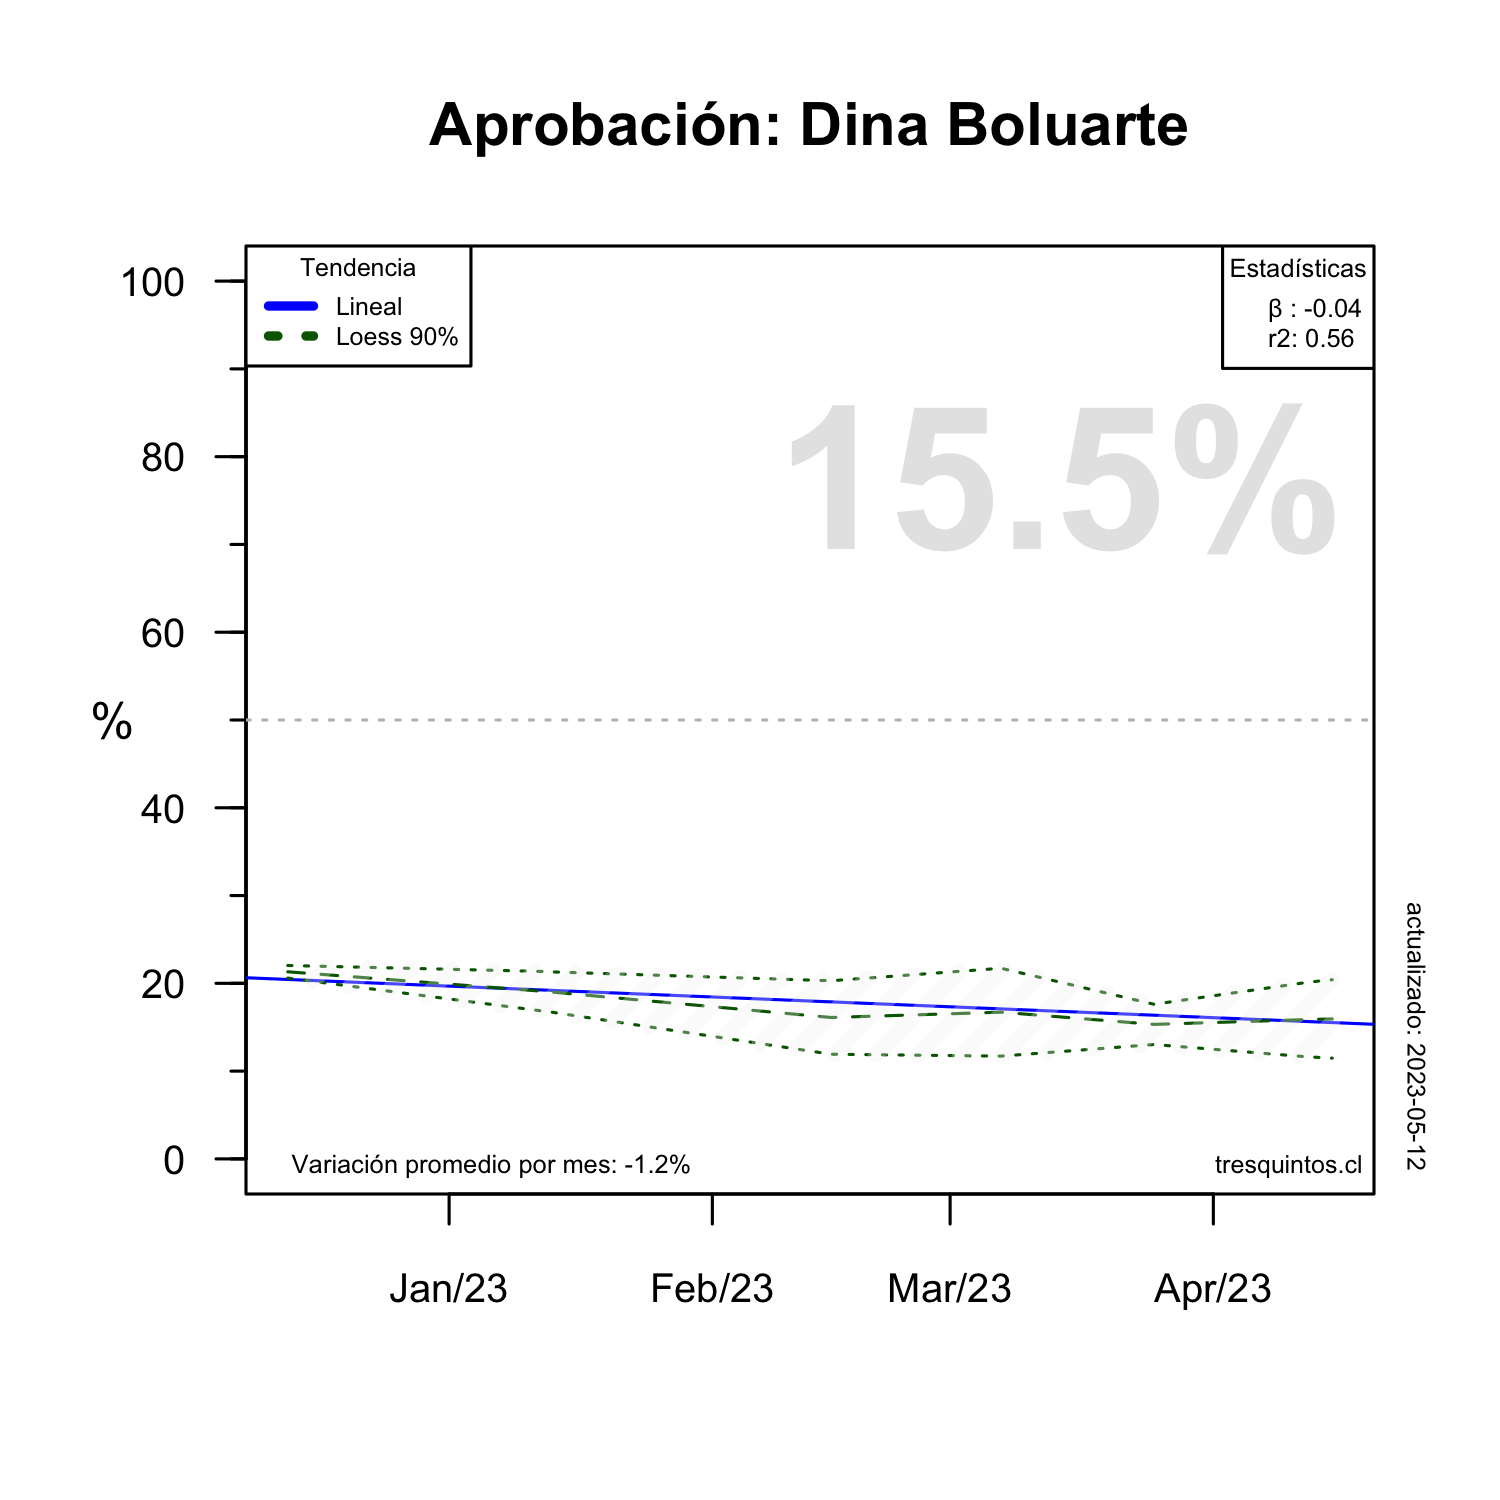 Aprobación: Dina Boluarte
Tendencia
Lineal
Loess 90%
Estadísticas
β : -0.04
r2: 0.56
15.5%
100
80
60
40
20
0
%
Variación promedio por mes: -1.2%
tresquintos.cl
actualizado: 2023-05-12
Jan/23
Feb/23
Mar/23
Apr/23